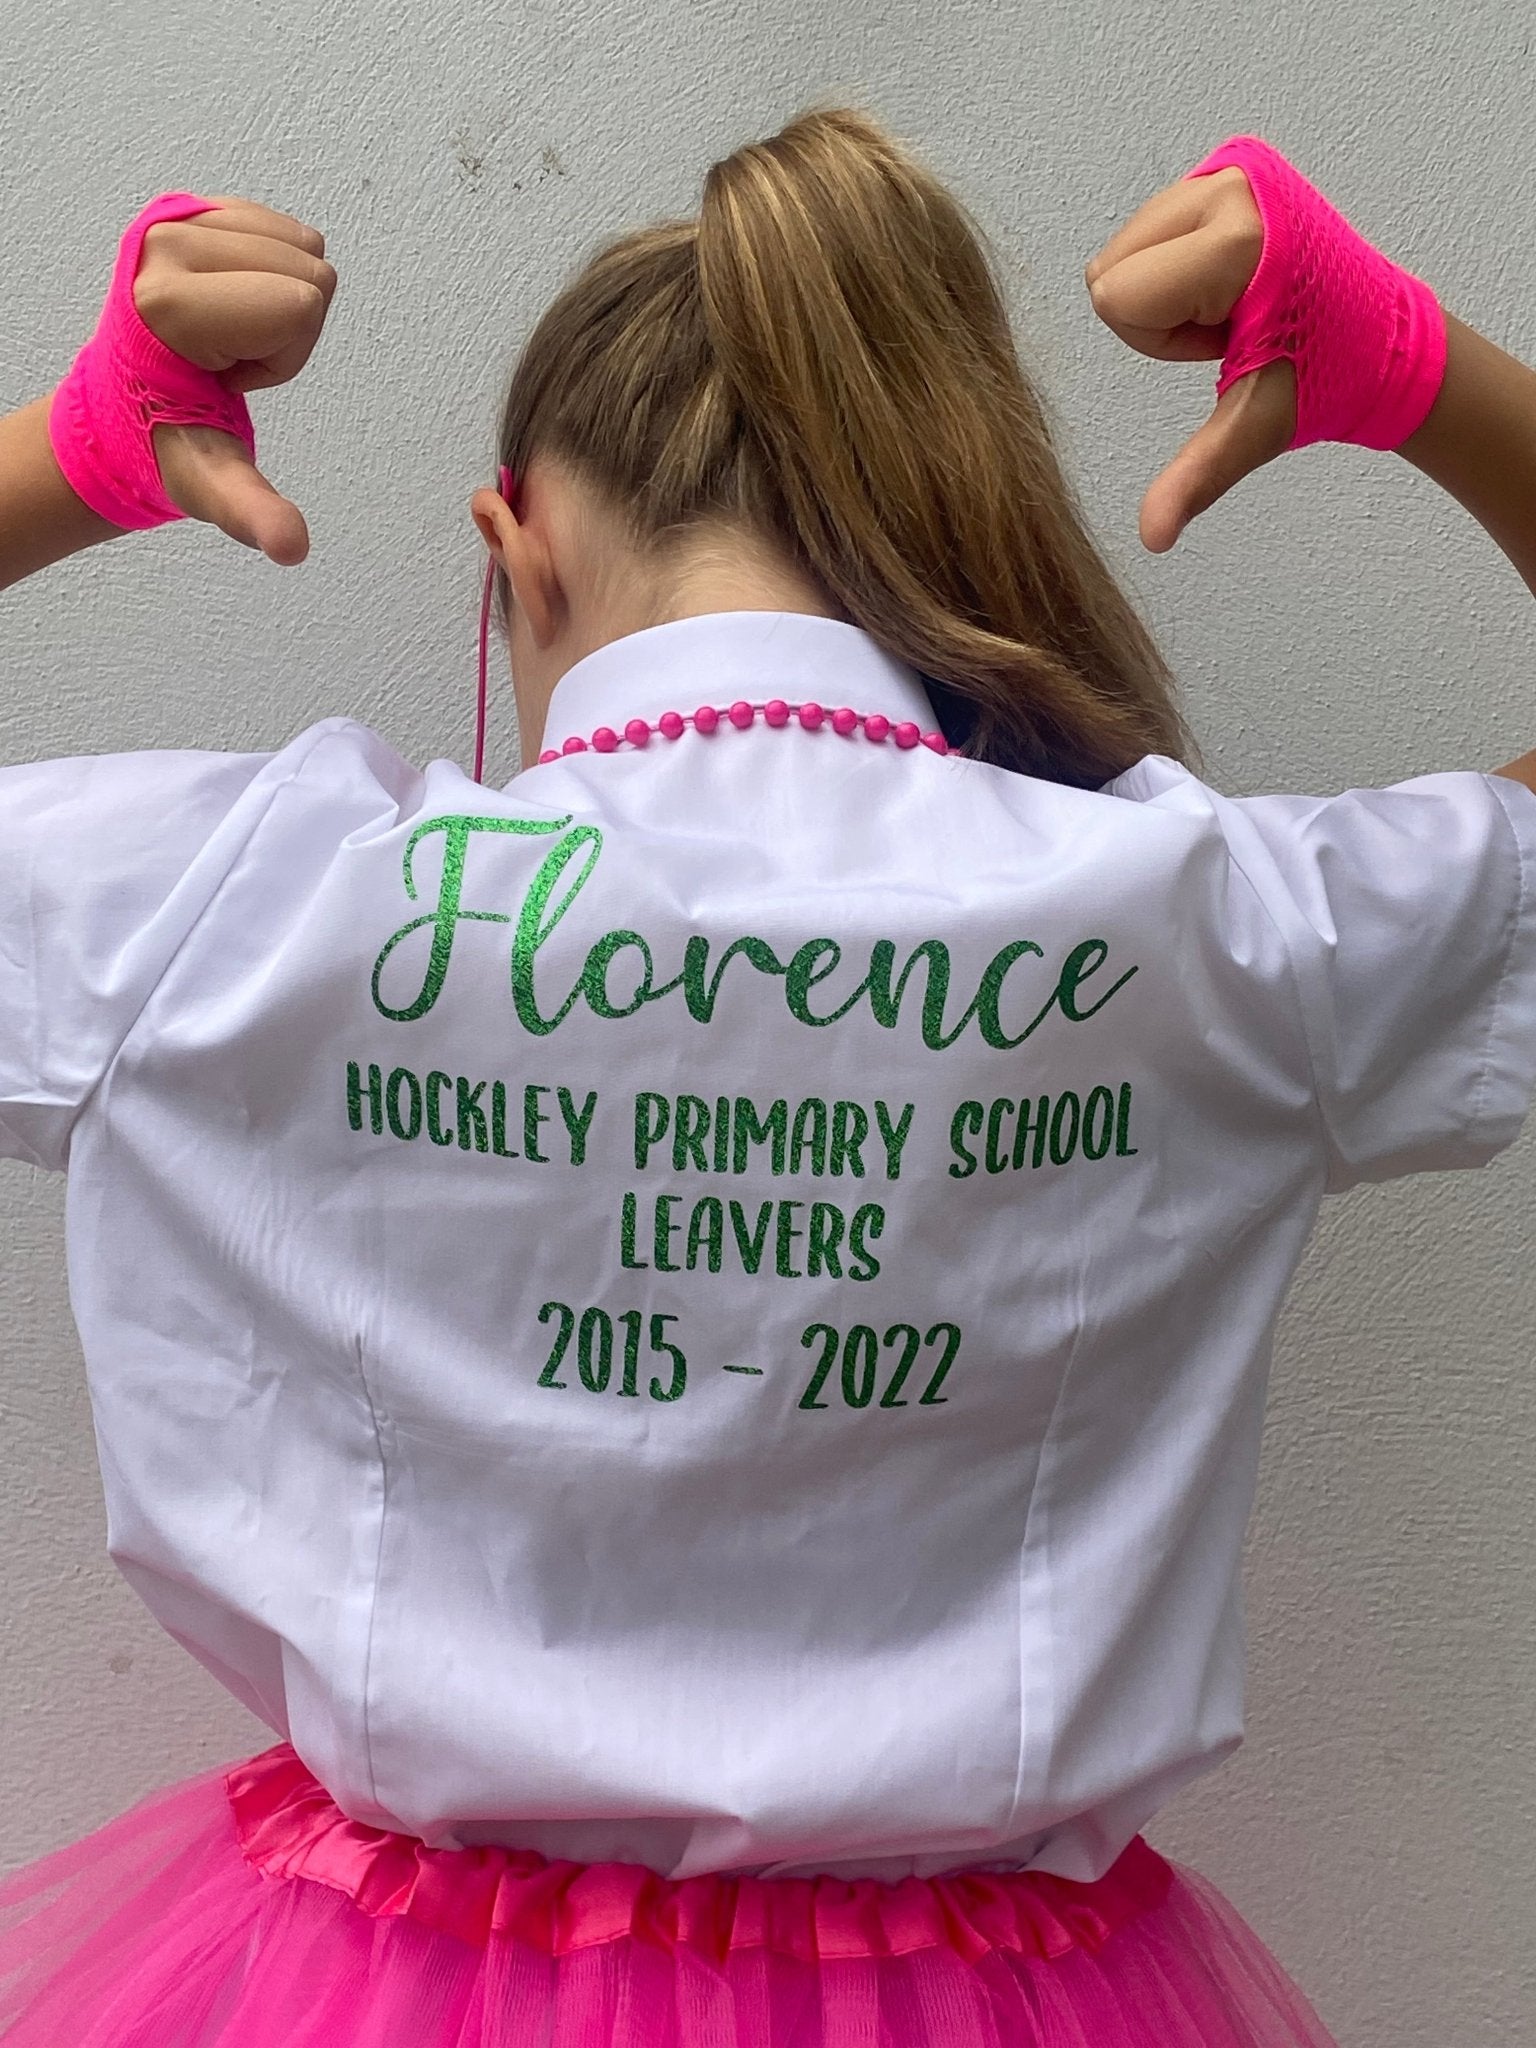 Florence
HOCKLEY PRIMARY SCHOOL
LEAVERS
2015 - 2022